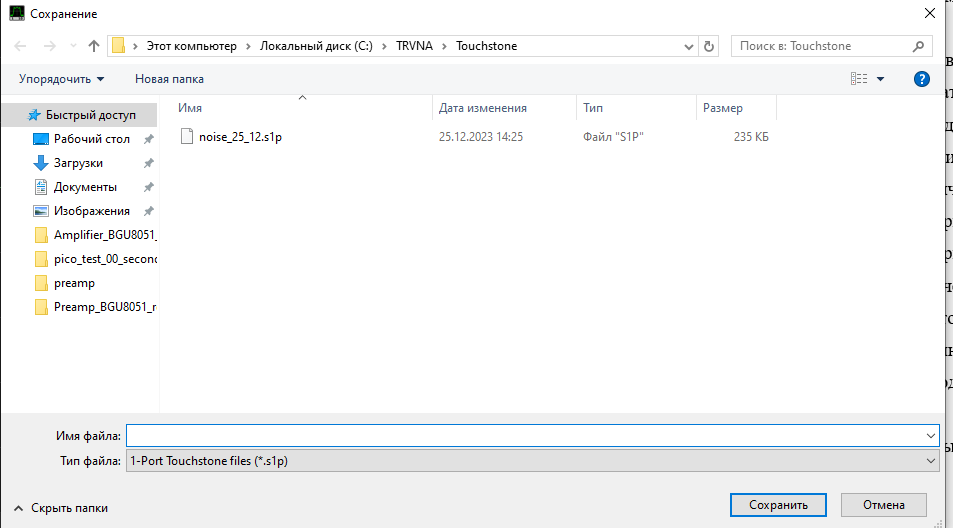 Сохранение
Этот компьютер > Локальный диск (C:) > TRVNA > Touchstone
Поиск в: Touchstone
Упорядочить Новая папка
Имя Дата изменения Тип Размер
Быстрый доступ
noise_25_12.s1p 25.12.2023 14:25 Файл "S1P" 235 КБ
Рабочий стол
Загрузки
Документы
Изображения
Amplifier_BGU8051_
pico_test_00_second
preamp
Preamp_BGU8051_r
Имя файла:
Тип файла: 1-Port Touchstone files (*.s1p)
Скрыть папки
Сохранить Отмена